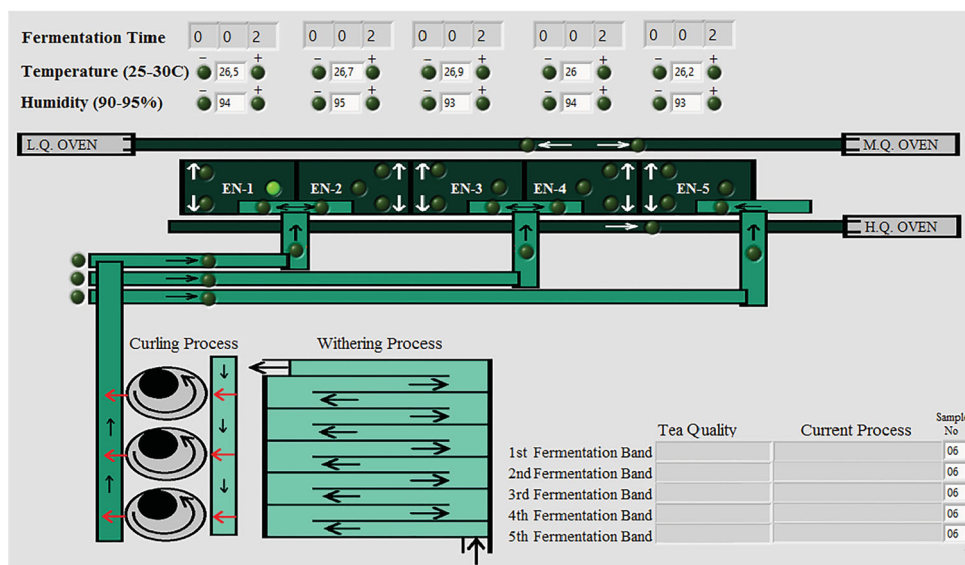 Fermentation Time 0 0 2 0 0 2 0 0 2 0 0 2 0 0 2
− + − + − + − + − +
Temperature (25-30C) 26,5 26,7 26,9 26 26,2
− + − + − + − + − +
Humidity (90-95%) 94 95 93 94 93
L.Q. OVEN M.Q. OVEN
EN-1 EN-2 EN-3 EN-4 EN-5
H.Q. OVEN
Curling Process Withering Process
Tea Quality Current Process Sample No
1st Fermentation Band 06
2nd Fermentation Band 06
3rd Fermentation Band 06
4th Fermentation Band 06
5th Fermentation Band 06